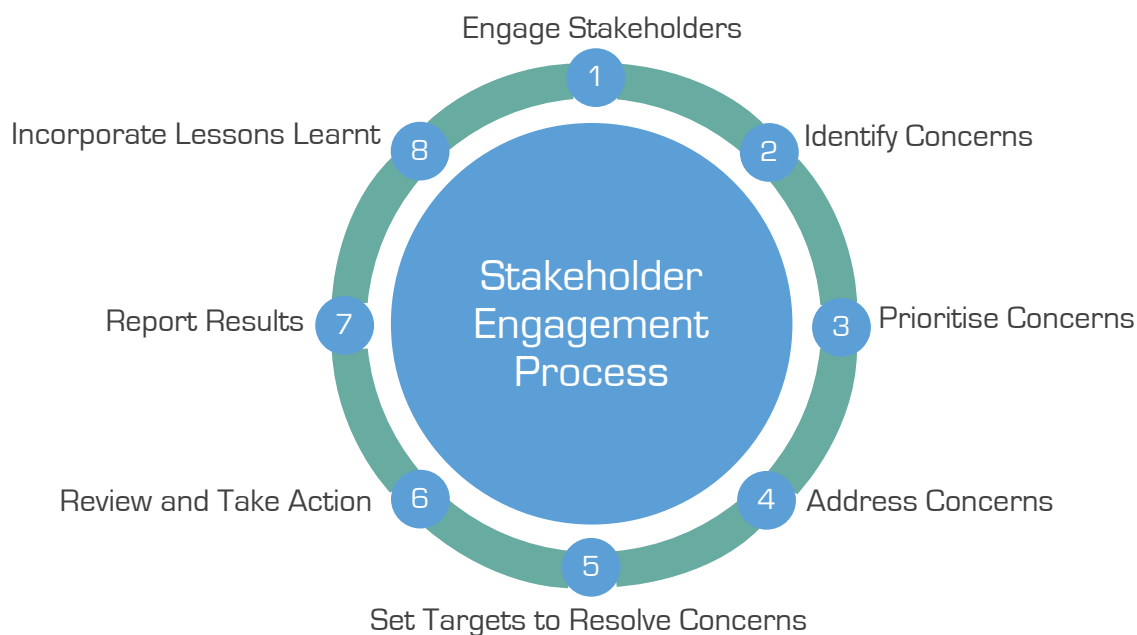 Engage Stakeholders
1
2
Identify Concerns
3
Prioritise Concerns
4
Address Concerns
5
Set Targets to Resolve Concerns
6
Review and Take Action
7
Report Results
8
Incorporate Lessons Learnt
Stakeholder
Engagement
Process